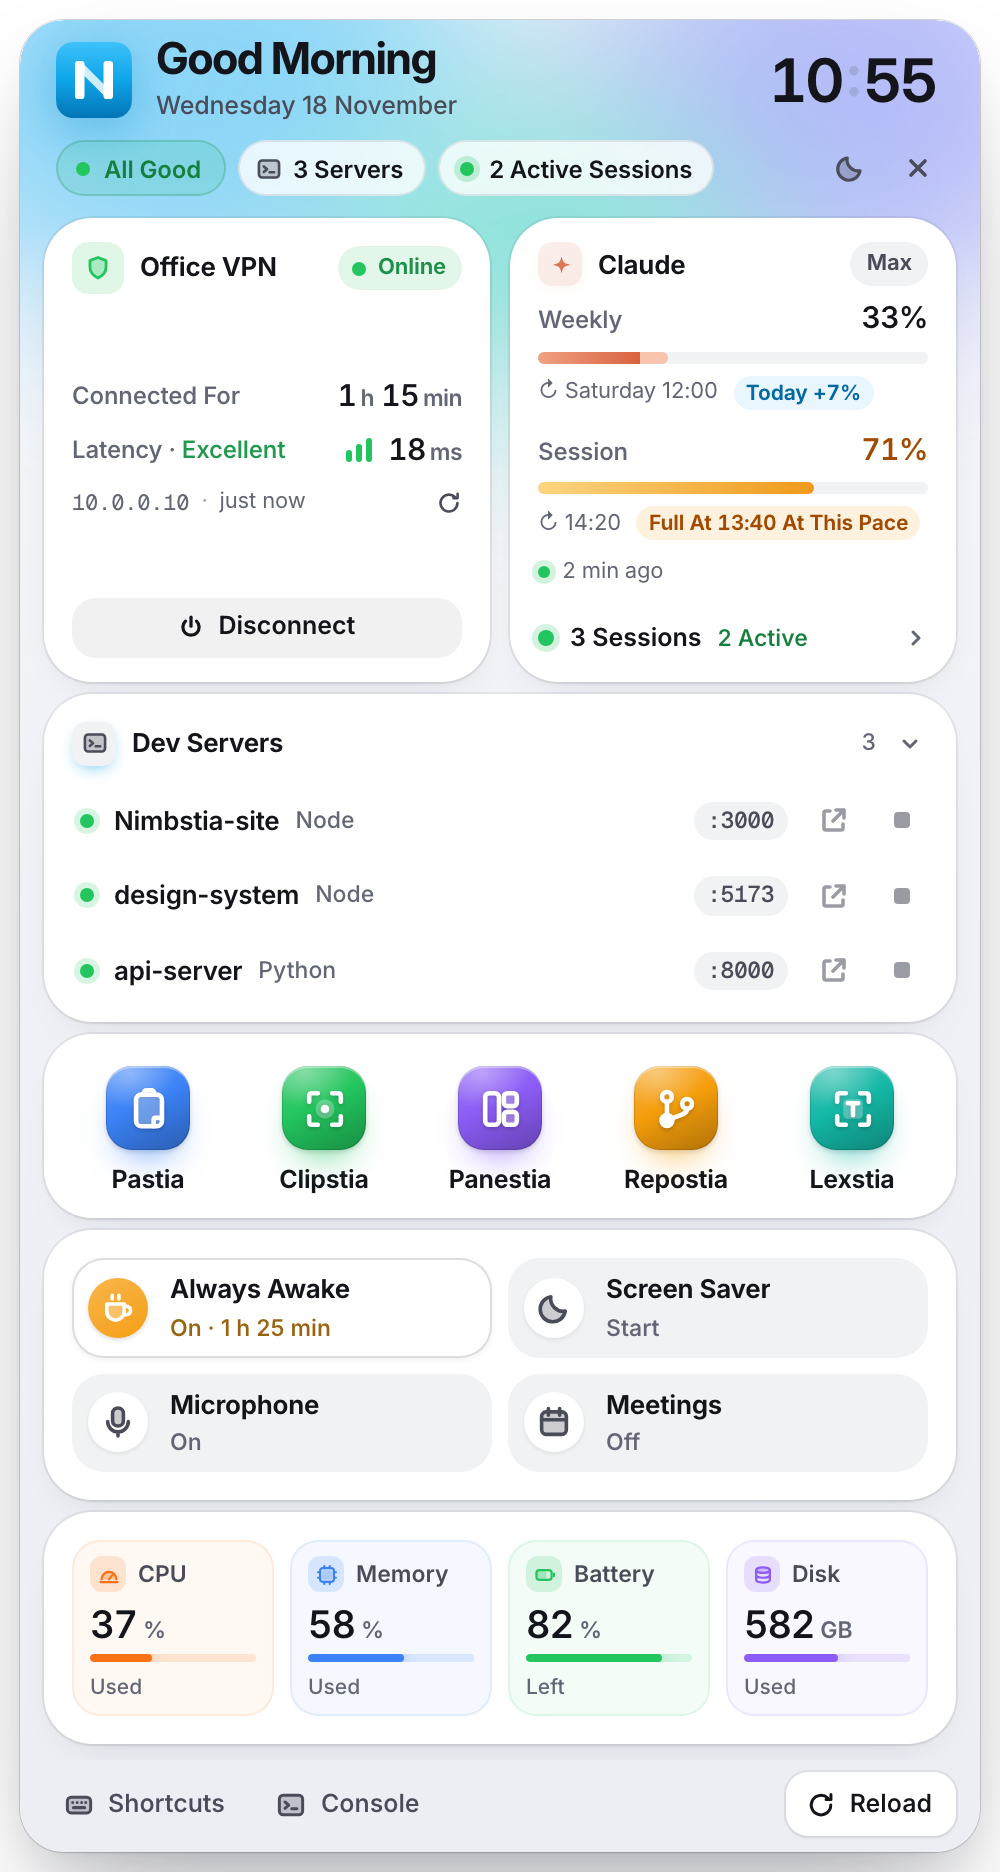 N
Good Morning
Wednesday 18 November
10:55
All Good
3 Servers
2 Active Sessions
Office VPN
Online
Connected For
1 h 15 min
Latency · Excellent
18 ms
10.0.0.10 · just now
Disconnect
Claude
Max
Weekly
33%
Saturday 12:00
Today +7%
Session
71%
14:20
Full At 13:40 At This Pace
2 min ago
3 Sessions 2 Active
Dev Servers
3
Nimbstia-site Node
:3000
design-system Node
:5173
api-server Python
:8000
T
Pastia
Clipstia
Panestia
Repostia
Lexstia
Always Awake
On · 1 h 25 min
Screen Saver
Start
Microphone
On
Meetings
Off
CPU
37 %
Used
Memory
58 %
Used
Battery
82 %
Left
Disk
582 GB
Used
Shortcuts
Console
Reload